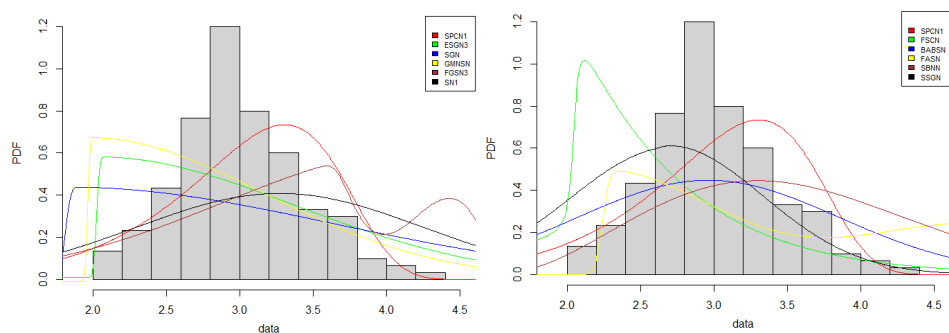 SPCN1
ESGN3
SGN
GMNSN
FGSN3
SN1
PDF
1.2
1.0
0.8
0.6
0.4
0.2
0.0
2.0 2.5 3.0 3.5 4.0 4.5
data
SPCN1
FSCN
BABSN
FASN
SBNN
SSGN
PDF
1.2
1.0
0.8
0.6
0.4
0.2
0.0
2.0 2.5 3.0 3.5 4.0 4.5
data